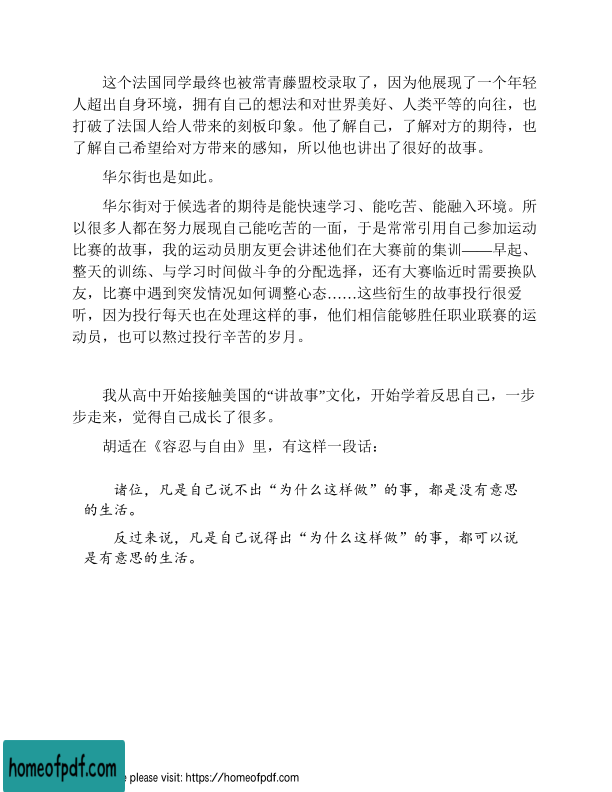 这个法国同学最终也被常青藤盟校录取了，因为他展现了一个年轻
人超出自身环境，拥有自己的想法和对世界美好、人类平等的向往，也
打破了法国人给人带来的刻板印象。他了解自己，了解对方的期待，也
了解自己希望给对方带来的感知，所以他也讲出了很好的故事。
华尔街也是如此。
华尔街对于候选者的期待是能快速学习、能吃苦、能融入环境。所
以很多人都在努力展现自己能吃苦的一面，于是常常引用自己参加运动
比赛的故事，我的运动员朋友更会讲述他们在大赛前的集训——早起、
整天的训练、与学习时间做斗争的分配选择，还有大赛临近时需要换队
友，比赛中遇到突发情况如何调整心态……这些衍生的故事投行很爱
听，因为投行每天也在处理这样的事，他们相信能够胜任职业联赛的运
动员，也可以熬过投行辛苦的岁月。
我从高中开始接触美国的“讲故事”文化，开始学着反思自己，一步
步走来，觉得自己成长了很多。
胡适在《容忍与自由》里，有这样一段话：
诸位，凡是自己说不出“为什么这样做”的事，都是没有意思
的生活。
反过来说，凡是自己说得出“为什么这样做”的事，都可以说
是有意思的生活。
homeofpdf.com
e please visit: https://homeofpdf.com